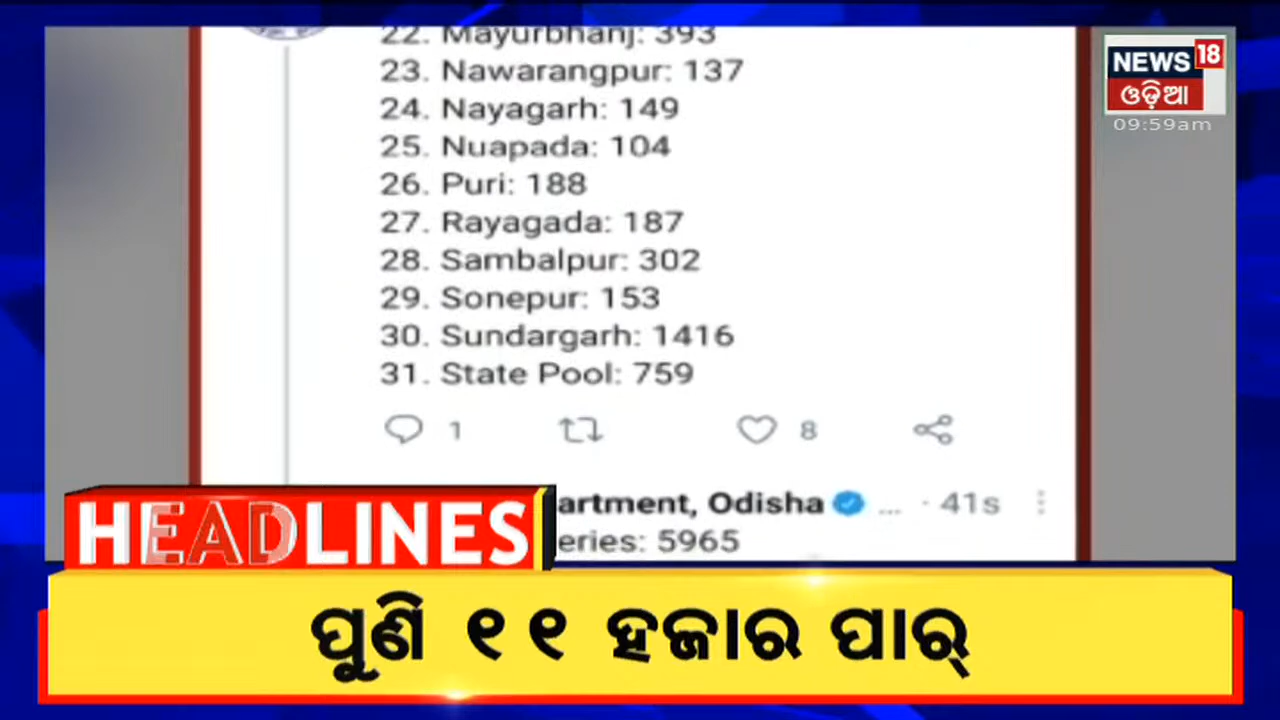 22. Mayurbhanj: 393
23. Nawarangpur: 137
24. Nayagarh: 149
25. Nuapada: 104
26. Puri: 188
27. Rayagada: 187
28. Sambalpur: 302
29. Sonepur: 153
30. Sundargarh: 1416
31. State Pool: 759
1 8
artment, Odisha ... · 41s
eries: 5965
NEWS 18
ଓଡ଼ିଆ
09:59am
HEADLINES
ପୁଣି ୧୧ ହଜାର ପାର୍